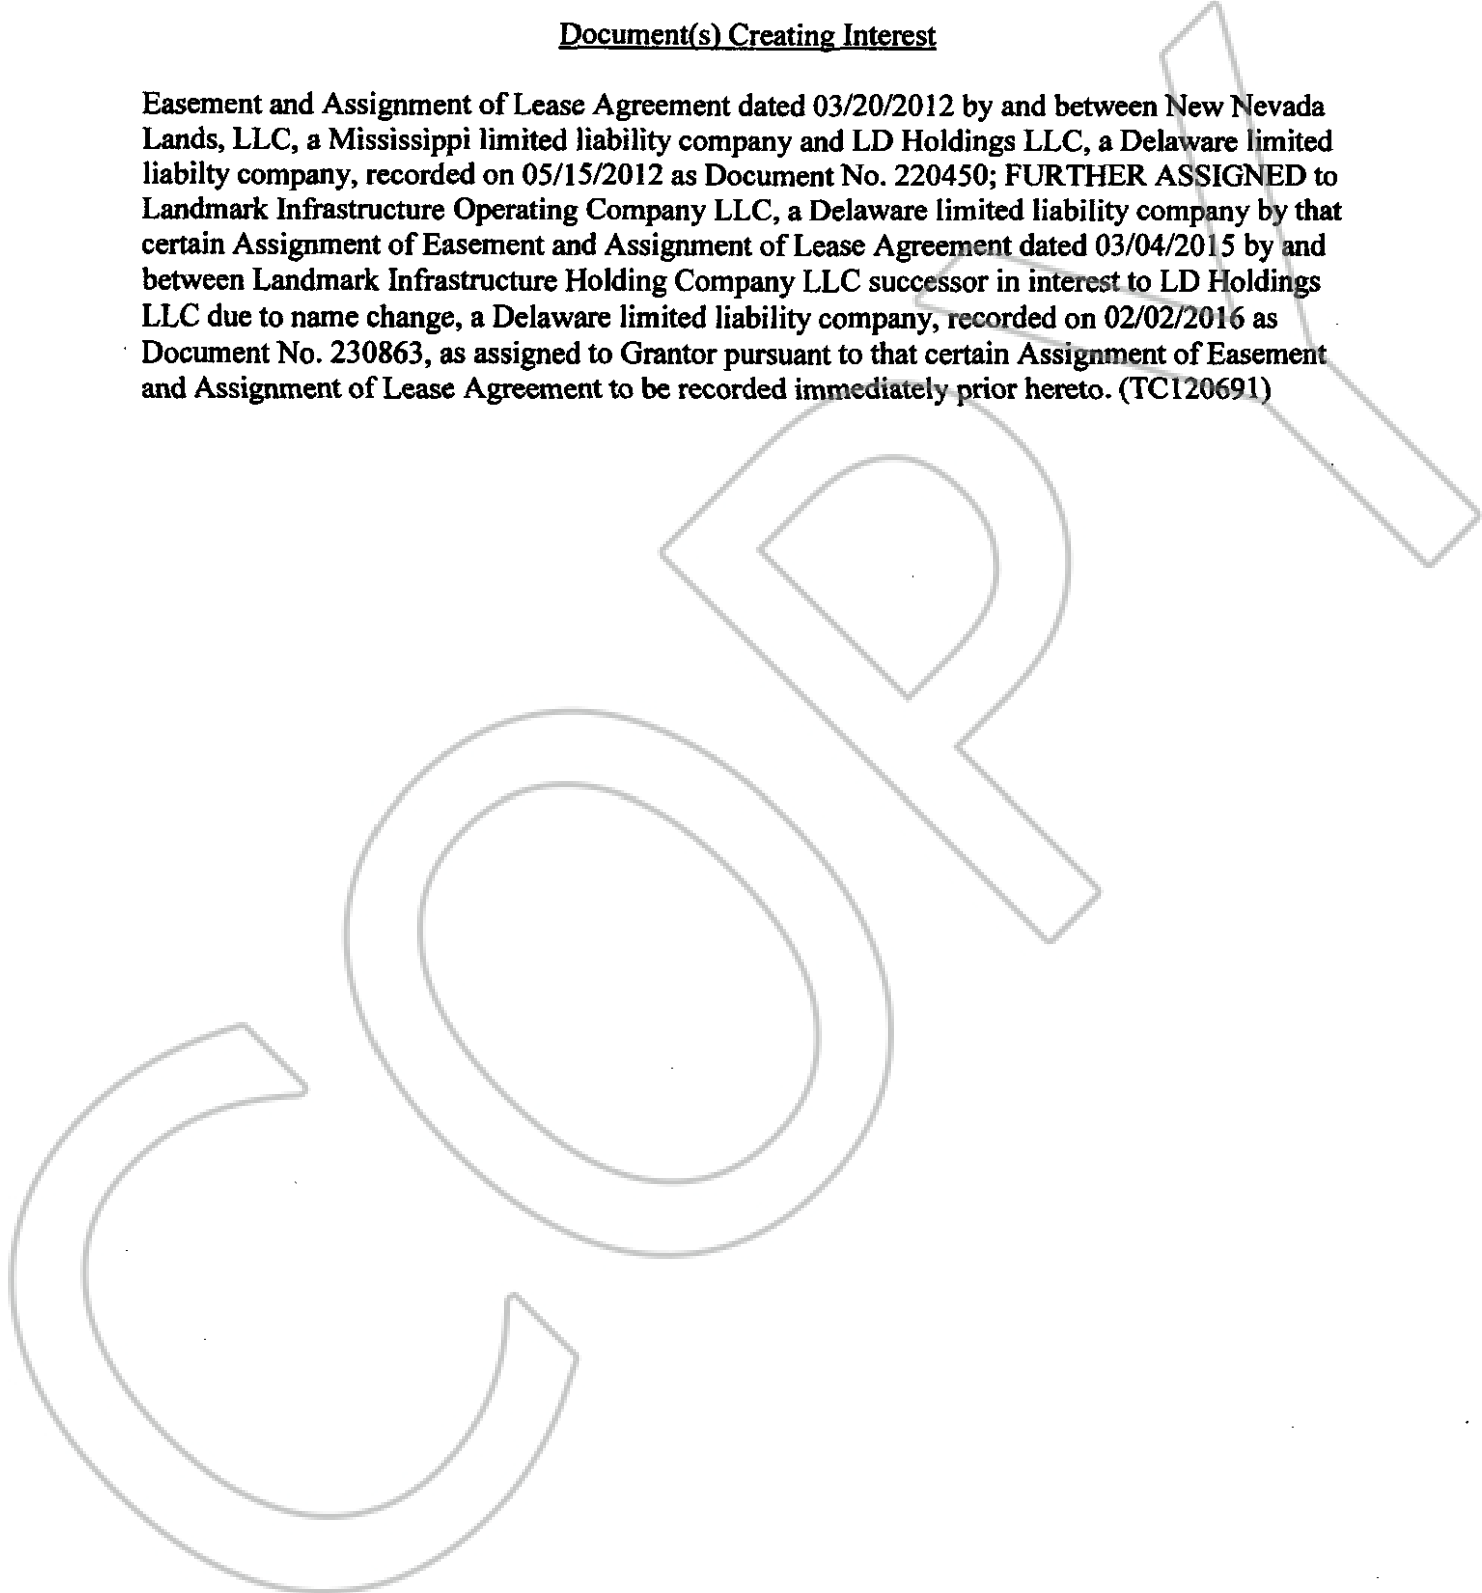 Document(s) Creating Interest
Easement and Assignment of Lease Agreement dated 03/20/2012 by and between New Nevada
Lands, LLC, a Mississippi limited liability company and LD Holdings LLC, a Delaware limited
liabilty company, recorded on 05/15/2012 as Document No. 220450; FURTHER ASSIGNED to
Landmark Infrastructure Operating Company LLC, a Delaware limited liability company by that
certain Assignment of Easement and Assignment of Lease Agreement dated 03/04/2015 by and
between Landmark Infrastructure Holding Company LLC successor in interest to LD Holdings
LLC due to name change, a Delaware limited liability company, recorded on 02/02/2016 as
Document No. 230863, as assigned to Grantor pursuant to that certain Assignment of Easement
and Assignment of Lease Agreement to be recorded immediately prior hereto. (TC120691)
COPY